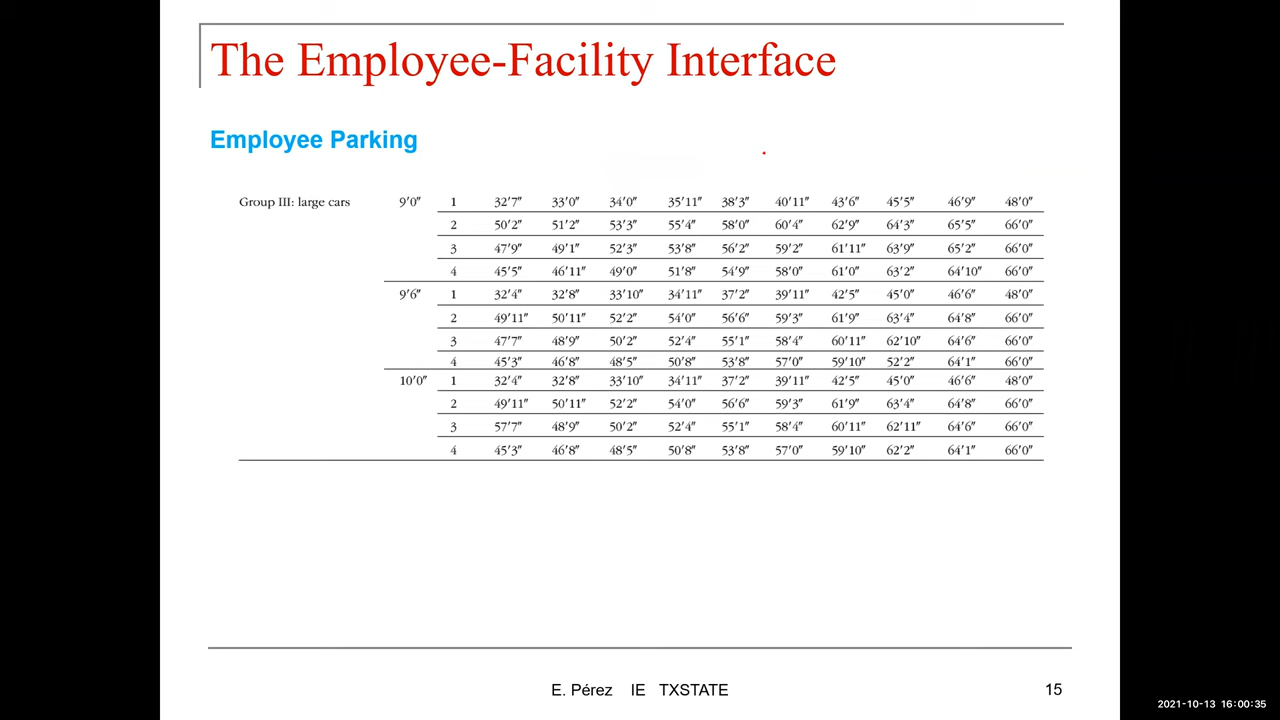 The Employee-Facility Interface
Employee Parking
Group III: large cars 9′0″ 1 32′7″ 33′0″ 34′0″ 35′11″ 38′3″ 40′11″ 43′6″ 45′5″ 46′9″ 48′0″
2 50′2″ 51′2″ 53′3″ 55′4″ 58′0″ 60′4″ 62′9″ 64′3″ 65′5″ 66′0″
3 47′9″ 49′1″ 52′3″ 53′8″ 56′2″ 59′2″ 61′11″ 63′9″ 65′2″ 66′0″
4 45′5″ 46′11″ 49′0″ 51′8″ 54′9″ 58′0″ 61′0″ 63′2″ 64′10″ 66′0″
9′6″ 1 32′4″ 32′8″ 33′10″ 34′11″ 37′2″ 39′11″ 42′5″ 45′0″ 46′6″ 48′0″
2 49′11″ 50′11″ 52′2″ 54′0″ 56′6″ 59′3″ 61′9″ 63′4″ 64′8″ 66′0″
3 47′7″ 48′9″ 50′2″ 52′4″ 55′1″ 58′4″ 60′11″ 62′10″ 64′6″ 66′0″
4 45′3″ 46′8″ 48′5″ 50′8″ 53′8″ 57′0″ 59′10″ 52′2″ 64′1″ 66′0″
10′0″ 1 32′4″ 32′8″ 33′10″ 34′11″ 37′2″ 39′11″ 42′5″ 45′0″ 46′6″ 48′0″
2 49′11″ 50′11″ 52′2″ 54′0″ 56′6″ 59′3″ 61′9″ 63′4″ 64′8″ 66′0″
3 57′7″ 48′9″ 50′2″ 52′4″ 55′1″ 58′4″ 60′11″ 62′11″ 64′6″ 66′0″
4 45′3″ 46′8″ 48′5″ 50′8″ 53′8″ 57′0″ 59′10″ 62′2″ 64′1″ 66′0″
E. Pérez IE TXSTATE 15
2021-10-13 16:00:35